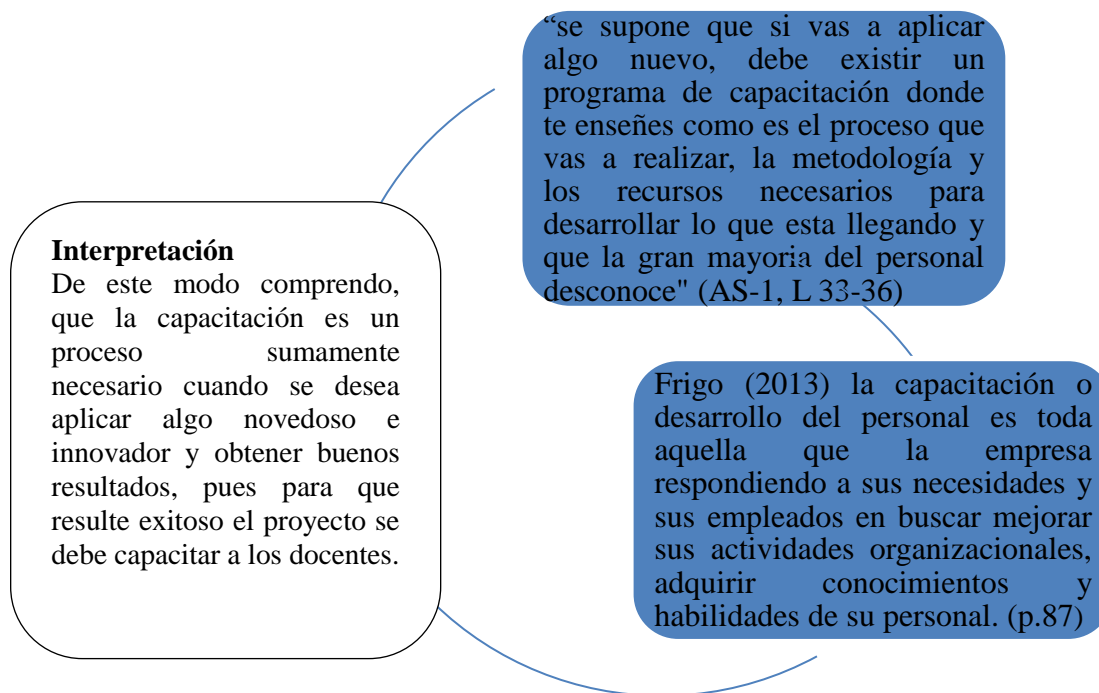 “se supone que si vas a aplicar
algo nuevo, debe existir un
programa de capacitación donde
te enseñes como es el proceso que
vas a realizar, la metodología y
los recursos necesarios para
desarrollar lo que esta llegando y
que la gran mayoria del personal
desconoce" (AS-1, L 33-36)
Interpretación
De este modo comprendo,
que la capacitación es un
proceso sumamente
necesario cuando se desea
aplicar algo novedoso e
innovador y obtener buenos
resultados, pues para que
resulte exitoso el proyecto se
debe capacitar a los docentes.
Frigo (2013) la capacitación o
desarrollo del personal es toda
aquella que la empresa
respondiendo a sus necesidades y
sus empleados en buscar mejorar
sus actividades organizacionales,
adquirir conocimientos y
habilidades de su personal. (p.87)